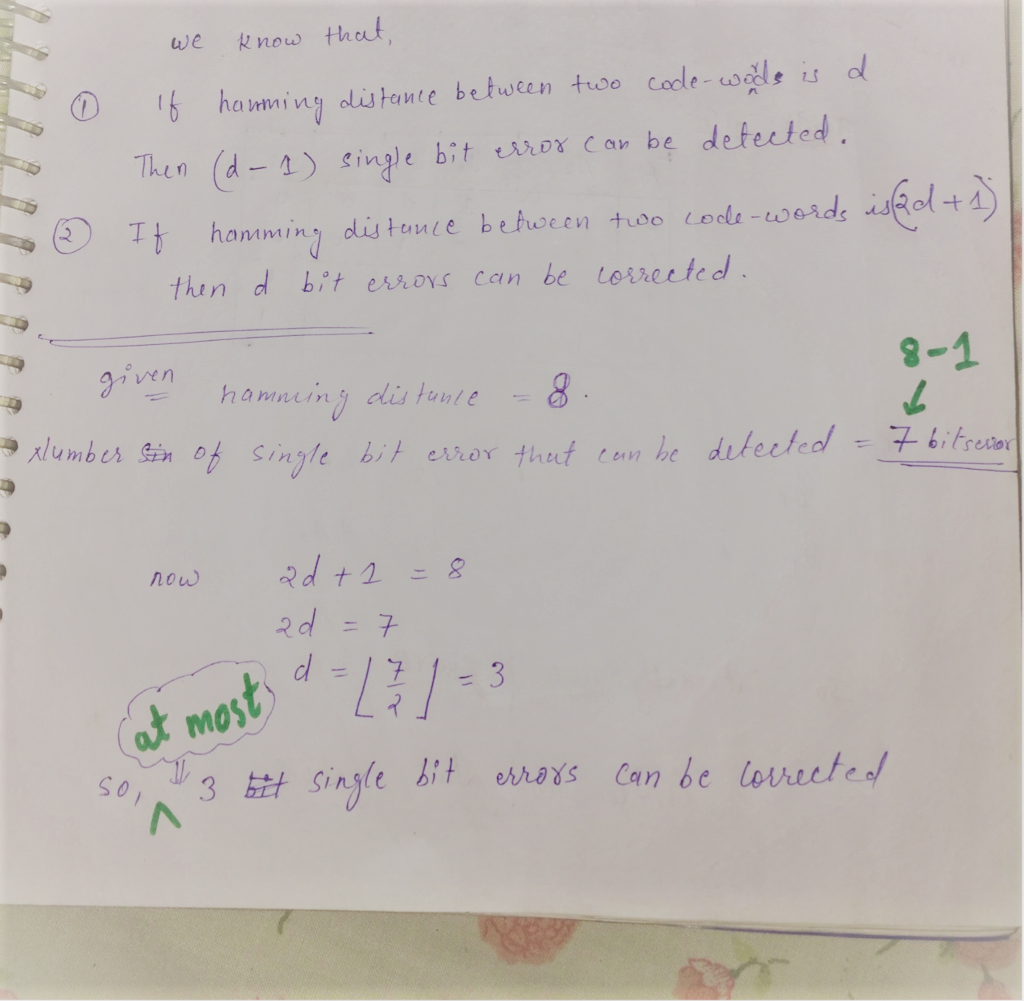 we know that,
① If hamming distance between two code-words is d
Then (d - 1) single bit error can be detected.
② If hamming distance between two code-words is (2d + 1)
then d bit errors can be corrected.
8-1
given hamming distance = 8.
Number of single bit error that can be detected = 7 bits error
now 2d + 1 = 8
2d = 7
d = ⌊7/2⌋ = 3
at most
so, 3 single bit errors can be corrected